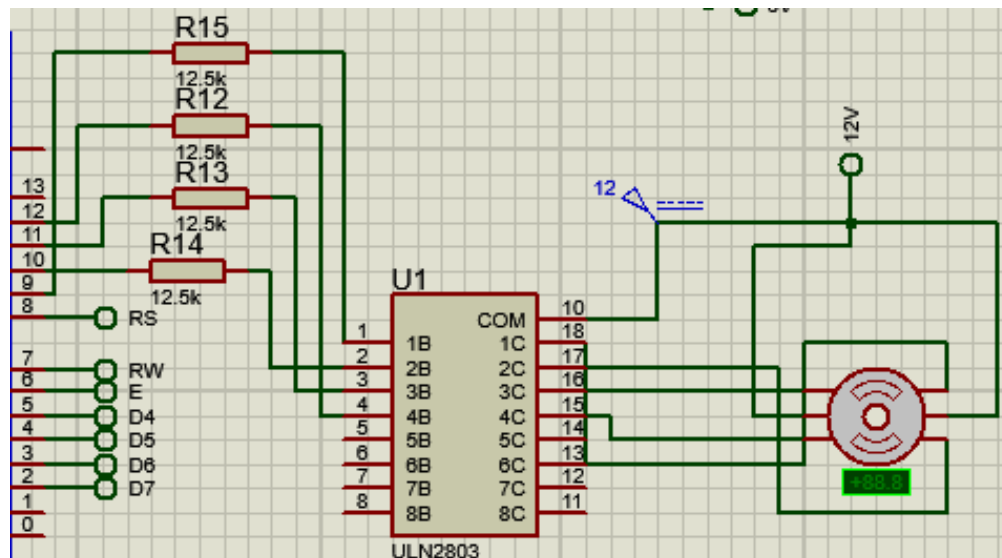 R15
12.5k
R12
12.5k
R13
12.5k
R14
12.5k
13
12
11
10
9
8
7
6
5
4
3
2
1
0
RS
RW
E
D4
D5
D6
D7
12
12V
U1
COM 10
1 1B 1C 18
2 2B 2C 17
3 3B 3C 16
4 4B 4C 15
5 5B 5C 14
6 6B 6C 13
7 7B 7C 12
8 8B 8C 11
ULN2803
+88.8